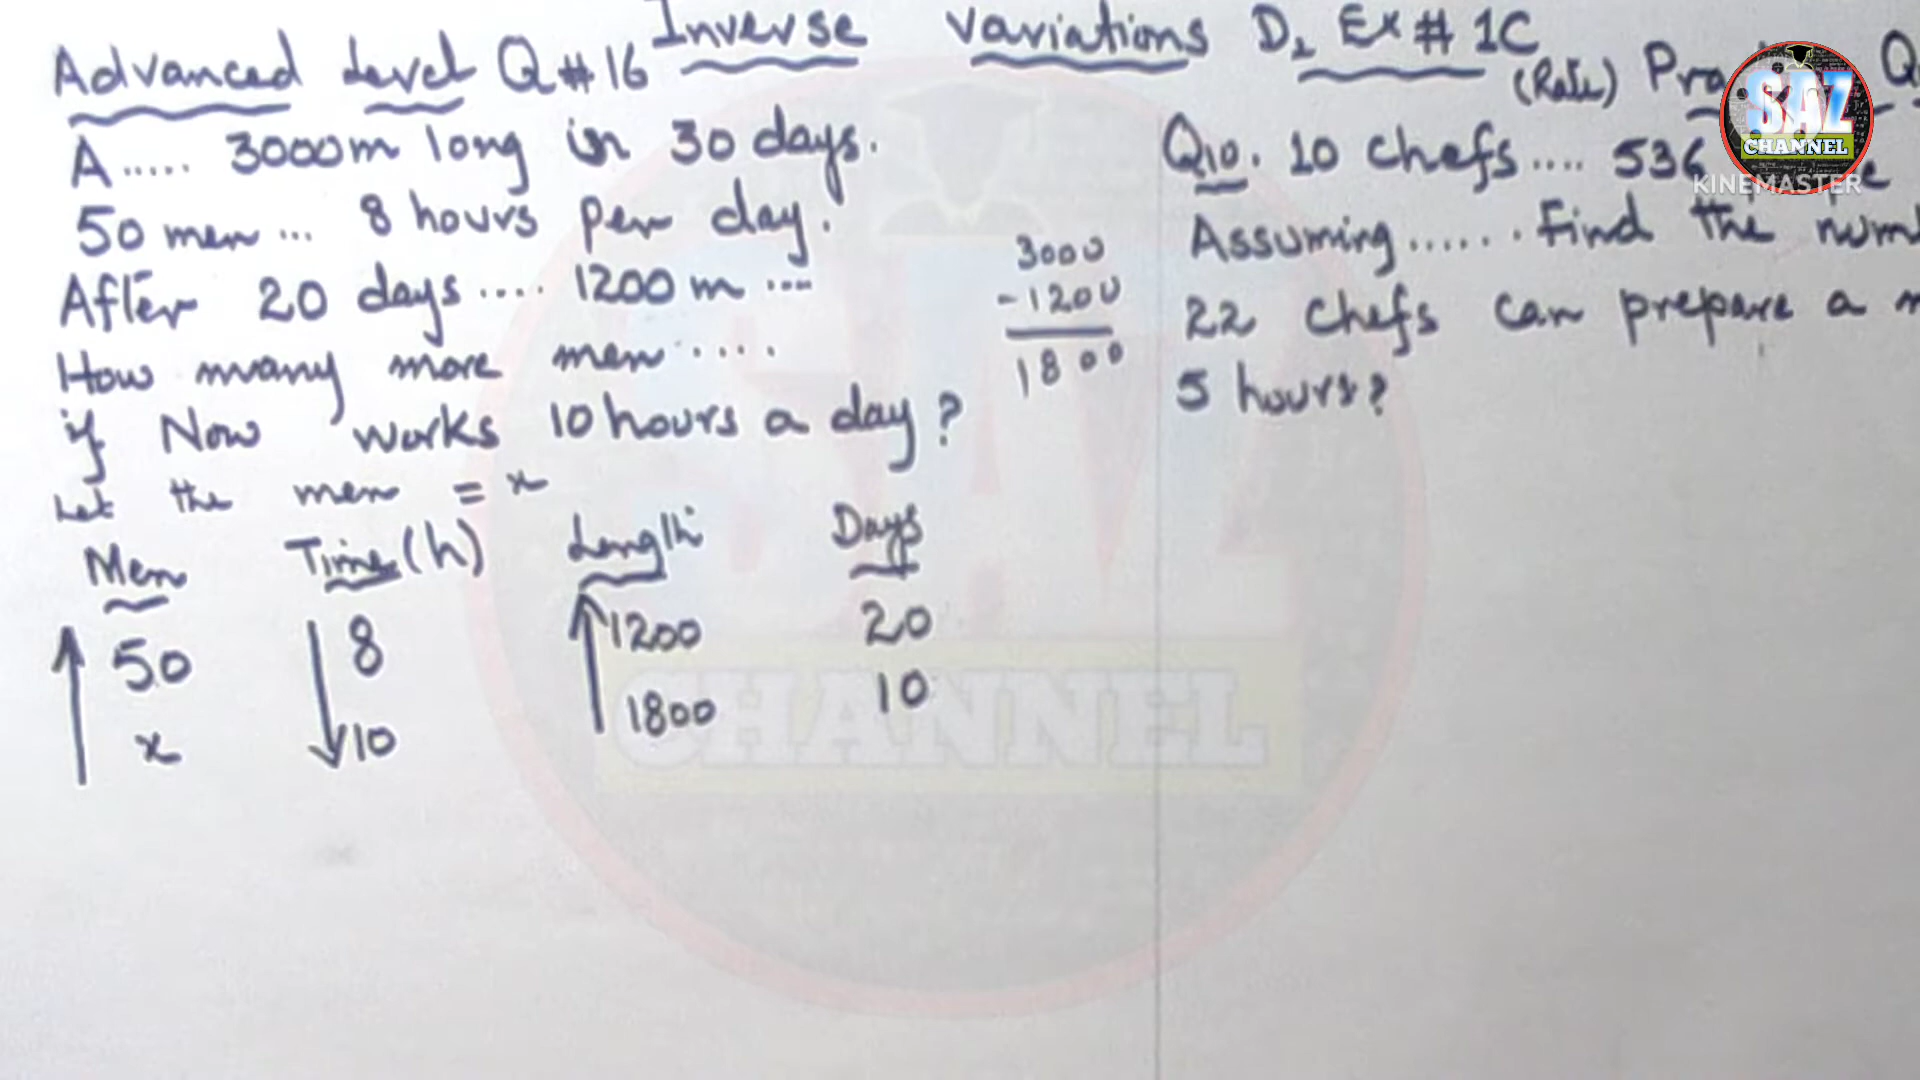 Inverse Variations D2 Ex # 1C
Advanced Level Q # 16
A ..... 3000m long in 30 days.
50 men ... 8 hours per day.
After 20 days .... 1200 m ....
How many more men ....
if Now works 10 hours a day?
Let the men = x
Men Time (h) Length Days
50 8 1200 20
x 10 1800 10
3000
- 1200
1800
(Rate)
Q10. 10 chefs .... 536
Assuming ...... Find the
22 chefs can prepare a
5 hours?
SAZ
CHANNEL
KINEMASTER
CHANNEL